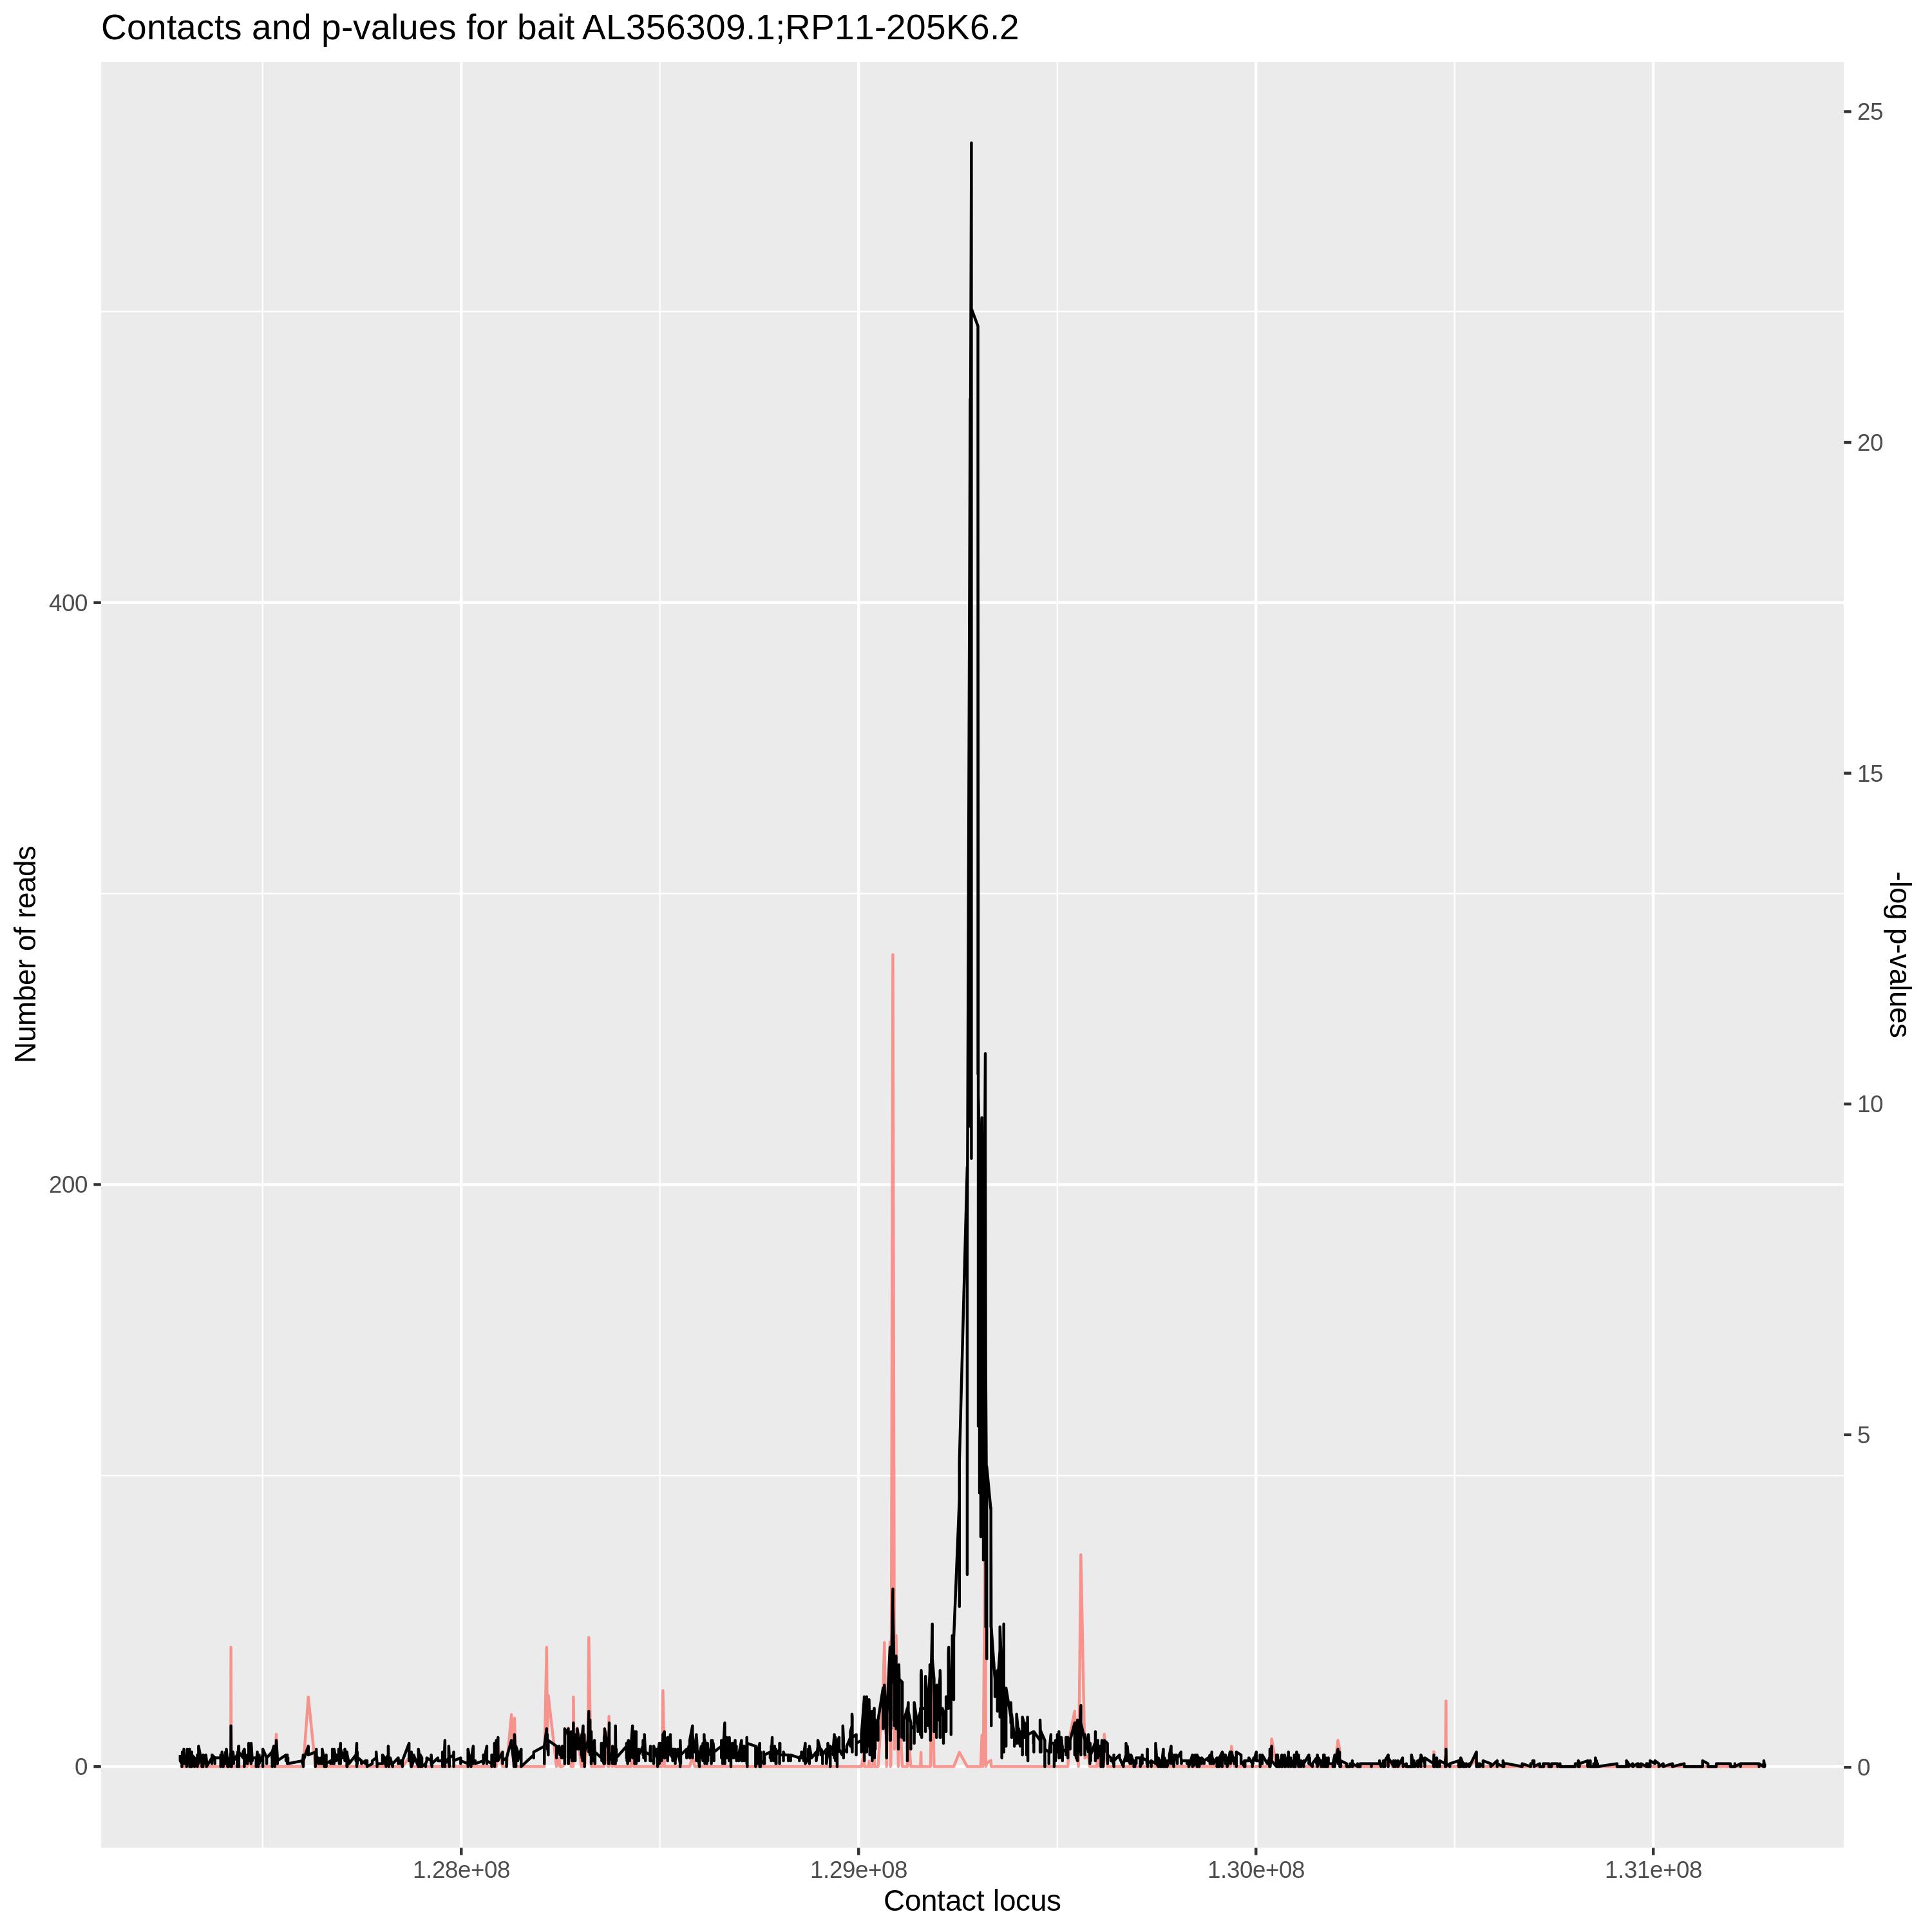 Contacts and p-values for bait AL356309.1;RP11-205K6.2
Number of reads
400
200
0
25
20
15
10
5
0
-log p-values
1.28e+08
1.29e+08
1.30e+08
1.31e+08
Contact locus